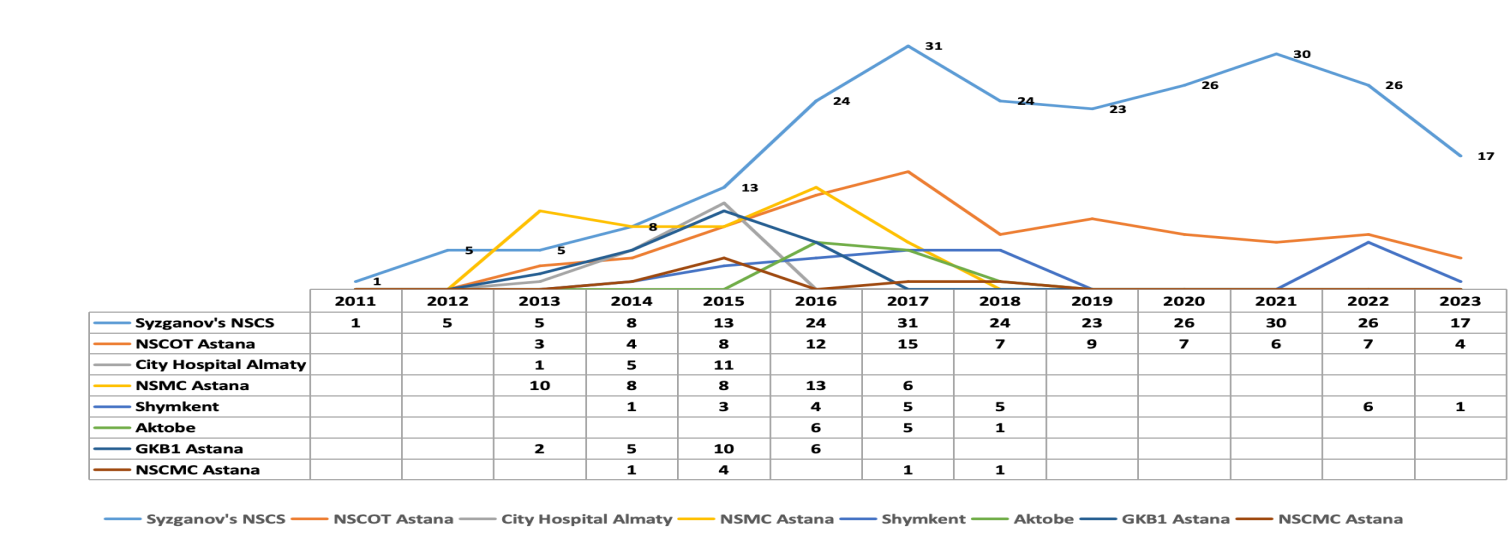 31
30
26
26
24
24
23
17
13
8
5
5
1
2011 2012 2013 2014 2015 2016 2017 2018 2019 2020 2021 2022 2023
Syzganov's NSCS 1 5 5 8 13 24 31 24 23 26 30 26 17
NSCOT Astana 3 4 8 12 15 7 9 7 6 7 4
City Hospital Almaty 1 5 11
NSMC Astana 10 8 8 13 6
Shymkent 1 3 4 5 5 6 1
Aktobe 6 5 1
GKB1 Astana 2 5 10 6
NSCMC Astana 1 4 1 1
Syzganov's NSCS NSCOT Astana City Hospital Almaty NSMC Astana Shymkent Aktobe GKB1 Astana NSCMC Astana